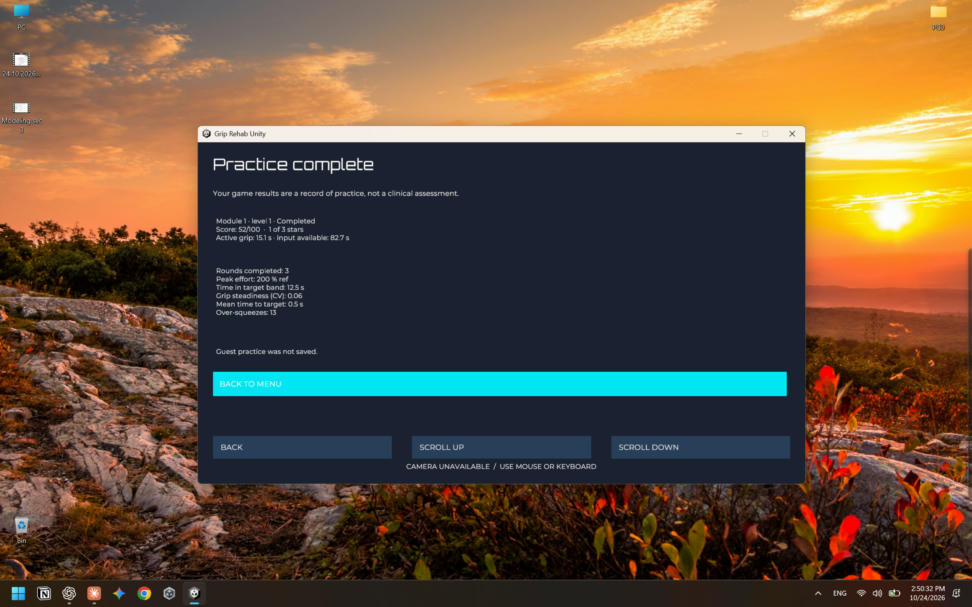 PC
PS3
24.10.2026...
Grip Rehab Unity
Practice complete
Your game results are a record of practice, not a clinical assessment.
Module 1 · level 1 · Completed
Score: 52/100 · 1 of 3 stars
Active grip: 15.1 s · Input available: 82.7 s
Rounds completed: 3
Peak effort: 200 % ref
Time in target band: 12.5 s
Grip steadiness (CV): 0.06
Mean time to target: 0.5 s
Over-squeezes: 13
Guest practice was not saved.
BACK TO MENU
BACK
SCROLL UP
SCROLL DOWN
CAMERA UNAVAILABLE / USE MOUSE OR KEYBOARD
Bin
ENG
2:50:32 PM
10/24/2026